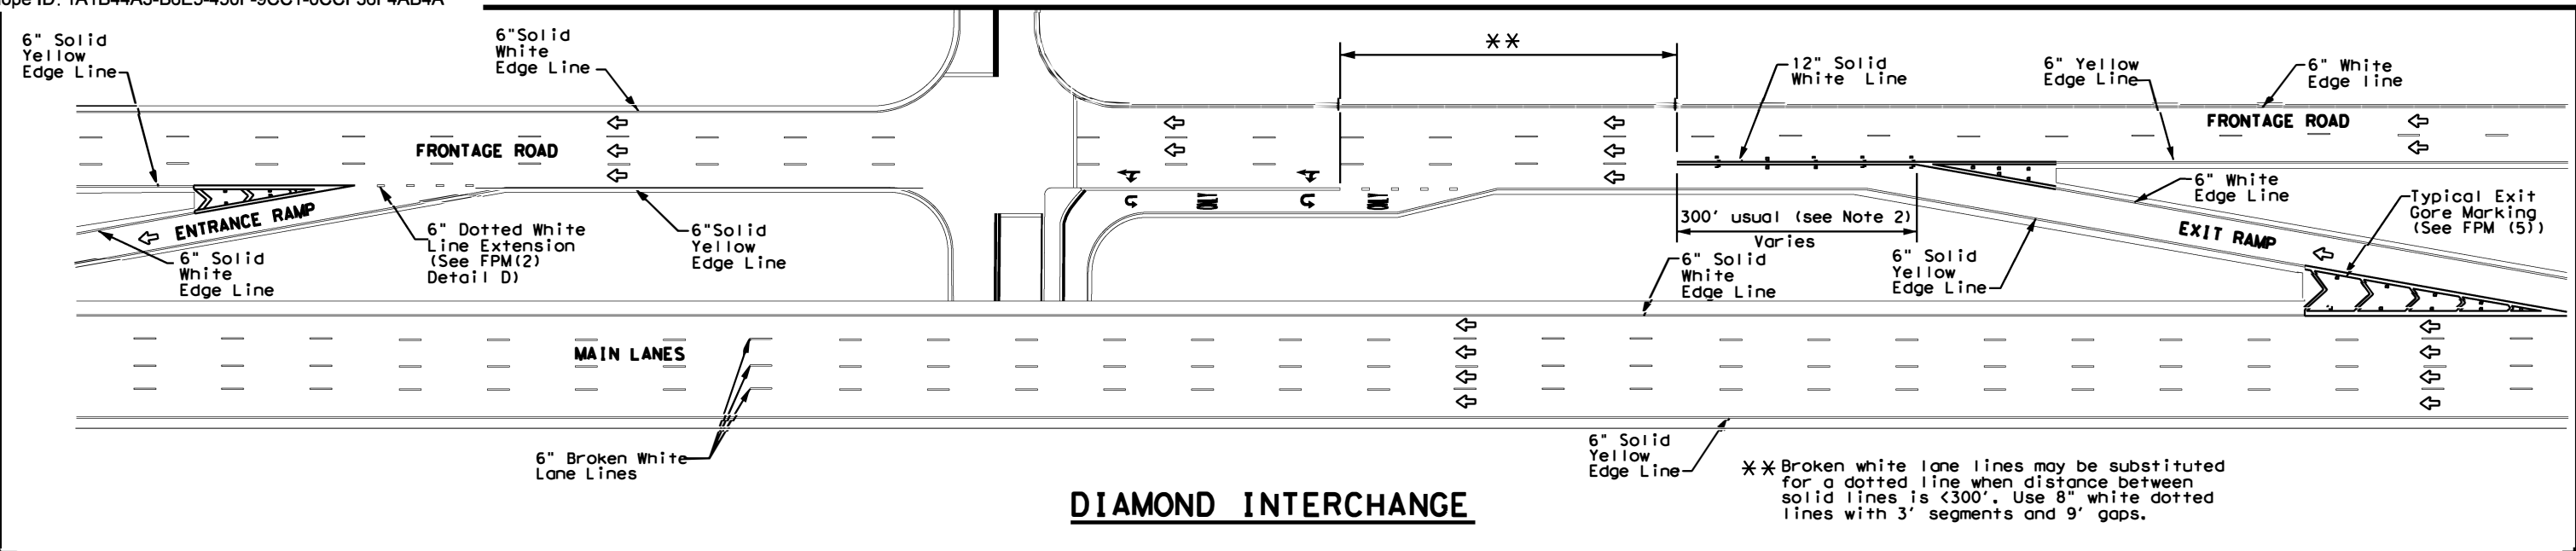 6" Solid
Yellow
Edge Line
6"Solid
White
Edge Line
**
12" Solid
White Line
6" Yellow
Edge Line
6" White
Edge line
FRONTAGE ROAD
FRONTAGE ROAD
ENTRANCE RAMP
6" Solid
White
Edge Line
6" Dotted White
Line Extension
(See FPM(2)
Detail D)
6"Solid
Yellow
Edge Line
300' usual (see Note 2)
Varies
6" Solid
White
Edge Line
6" Solid
Yellow
Edge Line
6" White
Edge Line
EXIT RAMP
Typical Exit
Gore Marking
(See FPM (5))
MAIN LANES
6" Broken White
Lane Lines
6" Solid
Yellow
Edge Line
** Broken white lane lines may be substituted
for a dotted line when distance between
solid lines is <300'. Use 8" white dotted
lines with 3' segments and 9' gaps.
DIAMOND INTERCHANGE